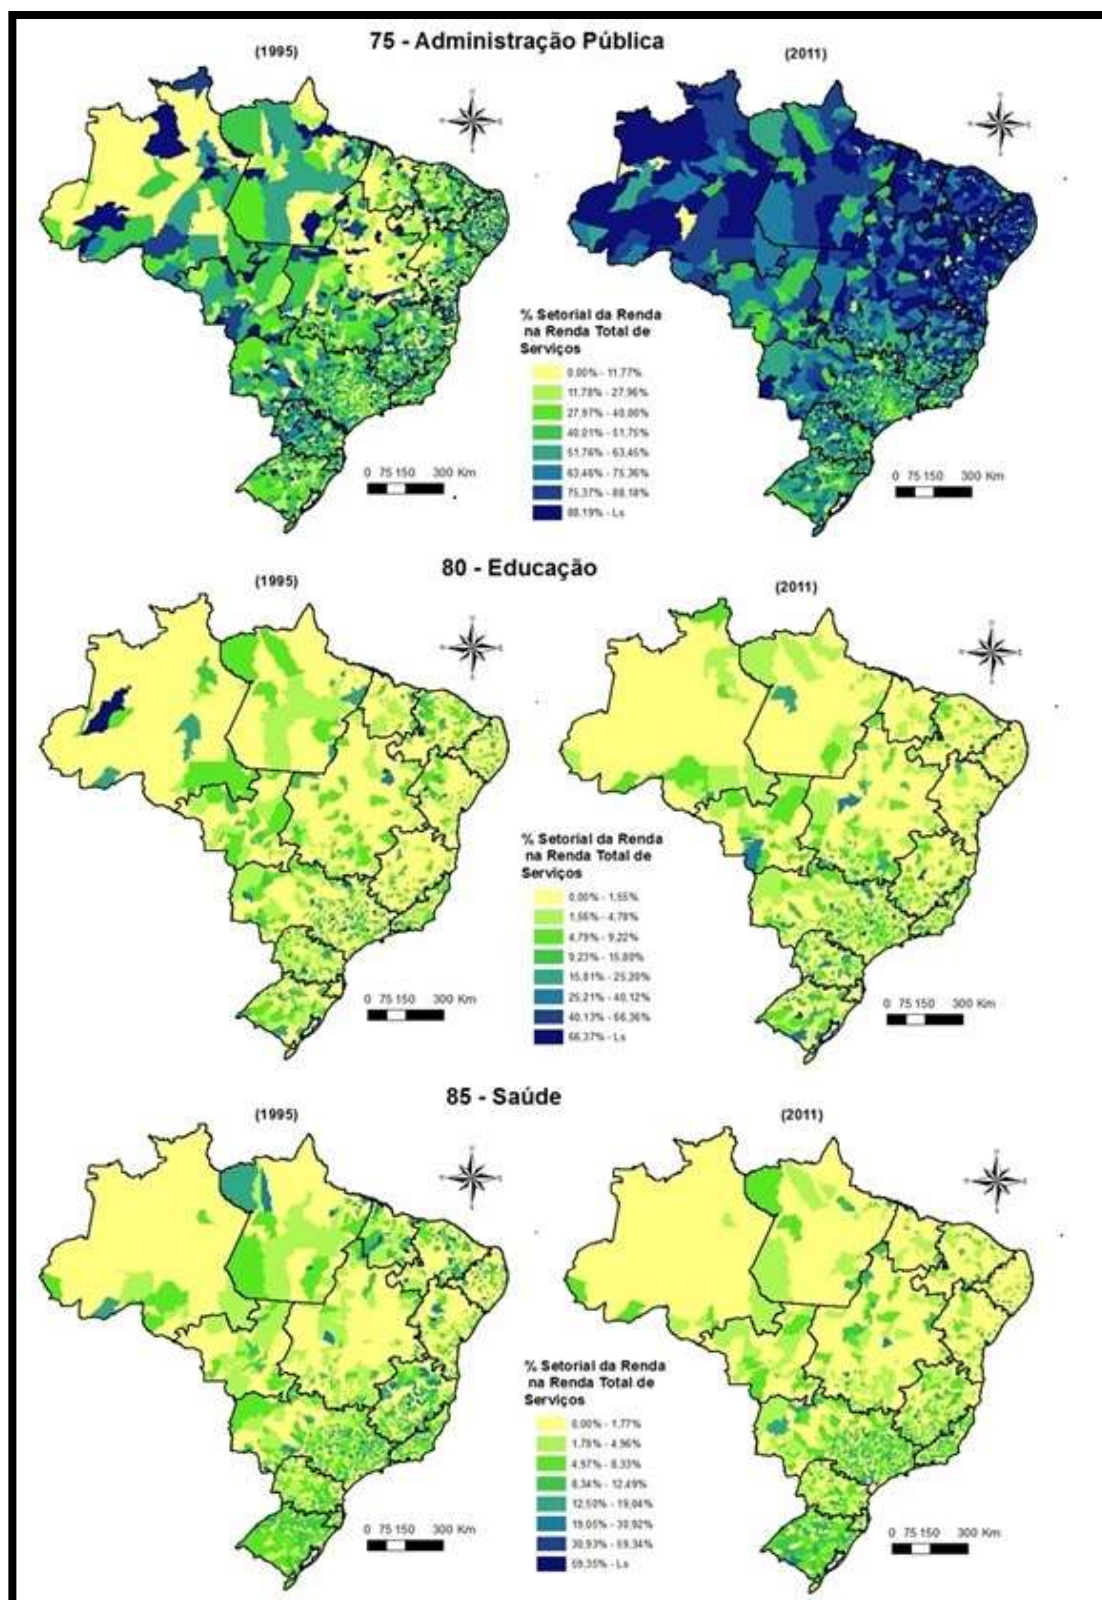 75 - Administração Pública
(1995)
(2011)
% Setorial da Renda
na Renda Total de
Serviços
0,00% - 11,77%
11,78% - 27,96%
27,97% - 40,00%
40,01% - 51,75%
51,76% - 63,45%
63,46% - 75,36%
75,37% - 88,18%
88,19% - Ls
0 75 150 300 Km
0 75 150 300 Km
80 - Educação
(1995)
(2011)
% Setorial da Renda
na Renda Total de
Serviços
0,00% - 1,55%
1,56% - 4,78%
4,79% - 9,22%
9,23% - 15,80%
15,81% - 25,20%
25,21% - 40,12%
40,13% - 66,36%
66,37% - Ls
0 75 150 300 Km
0 75 150 300 Km
85 - Saúde
(1995)
(2011)
% Setorial da Renda
na Renda Total de
Serviços
0,00% - 1,77%
1,78% - 4,96%
4,97% - 8,33%
8,34% - 12,49%
12,50% - 19,04%
19,05% - 30,92%
30,93% - 59,34%
59,35% - Ls
0 75 150 300 Km
0 75 150 300 Km